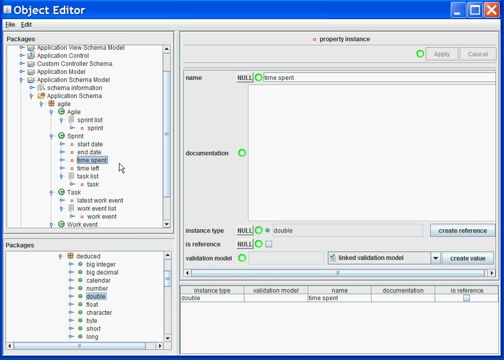 Object Editor
File Edit
Packages
Application View Schema Model
Application Control
Custom Controller Schema
Application Model
Application Schema Model
schema information
Application Schema
agile
Agile
sprint list
sprint
Sprint
start date
end date
time spent
time left
task list
task
Task
latest work event
work event list
work event
Work event
Packages
deduced
big integer
big decimal
calendar
number
double
float
character
byte
short
long
property instance
Apply Cancel
name NULL time spent
documentation
instance type NULL double create reference
is reference NULL
validation model linked validation model create value
instance type validation model name documentation is reference
double time spent